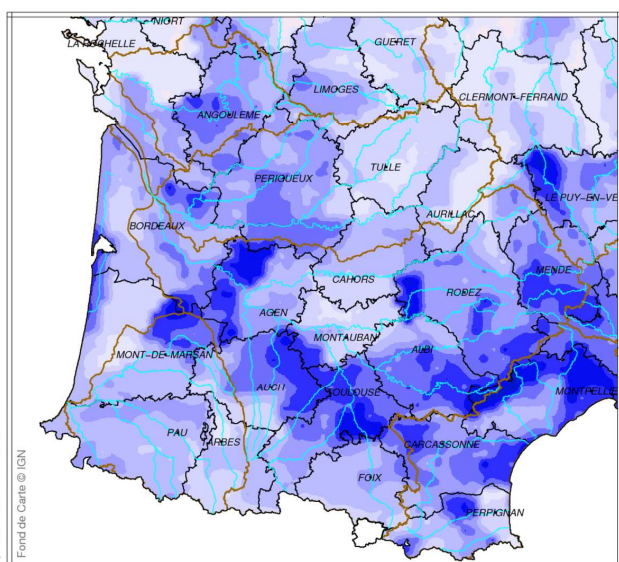 NIORT
LA ROCHELLE
GUERET
LIMOGES
CLERMONT-FERRAND
ANGOULEME
TULLE
PERIGUEUX
LE PUY-EN-VE
AURILLAC
BORDEAUX
MENDE
CAHORS
RODEZ
AGEN
MONTAUBAN
ALBI
MONT-DE-MARSAN
AUCH
TOULOUSE
MONTPELLIE
PAU
TARBES
CARCASSONNE
FOIX
PERPIGNAN
Fond de Carte © IGN